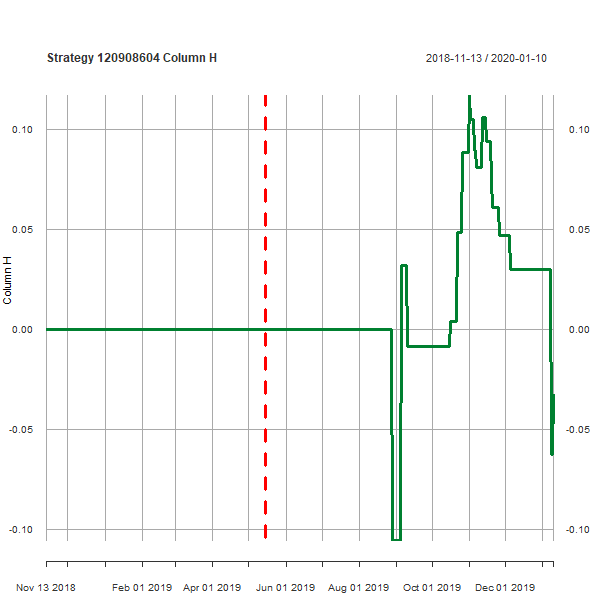 Strategy 120908604 Column H
2018-11-13 / 2020-01-10
0.10
0.10
0.05
0.05
Column H
0.00
0.00
-0.05
-0.05
-0.10
-0.10
Nov 13 2018
Feb 01 2019
Apr 01 2019
Jun 01 2019
Aug 01 2019
Oct 01 2019
Dec 01 2019